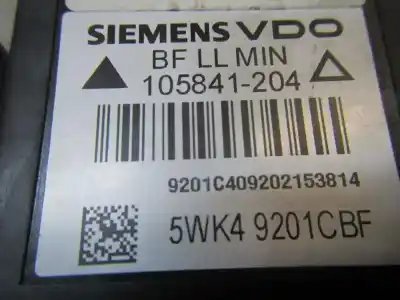 SIEMENS VDO
BF LL MIN
105841-204
9201C409202153814
5WK4 9201CBF